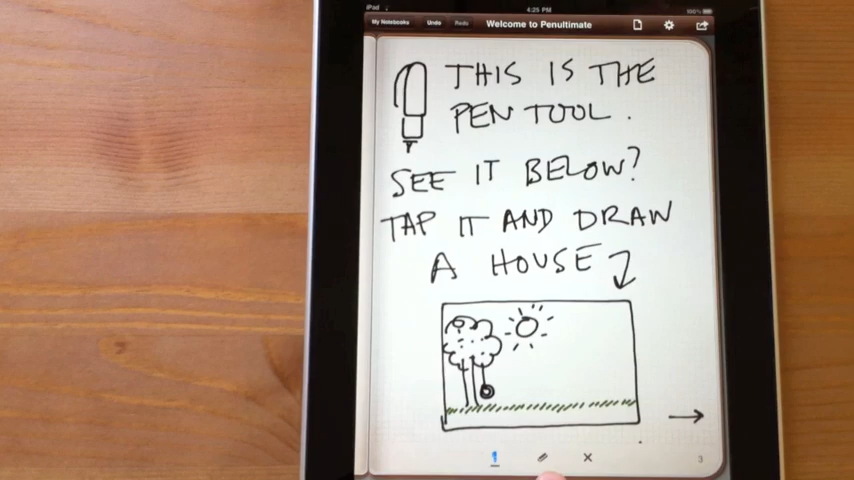 iPad
4:25 PM
100%
My Notebooks Undo Redo Welcome to Penultimate
THIS IS THE
PEN TOOL.
SEE IT BELOW?
TAP IT AND DRAW
A HOUSE
3